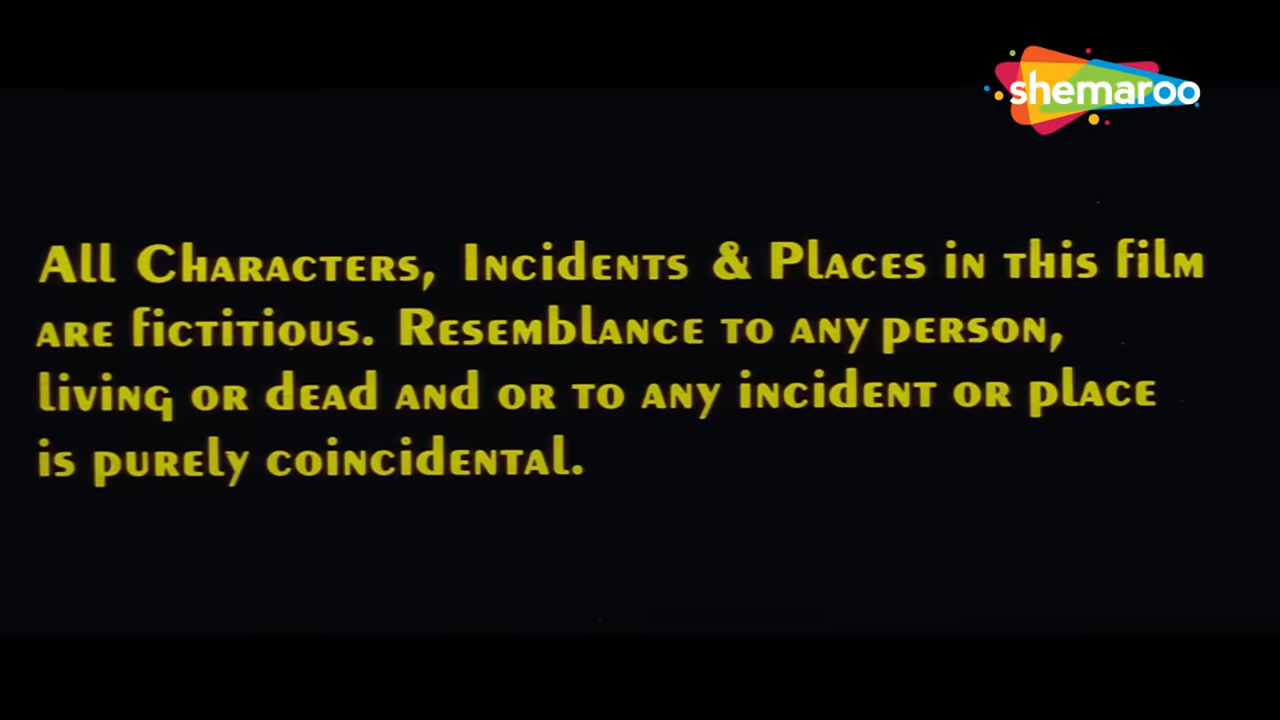 shemaroo
All Characters, Incidents & Places in this film
are fictitious. Resemblance to any person,
living or dead and or to any incident or place
is purely coincidental.